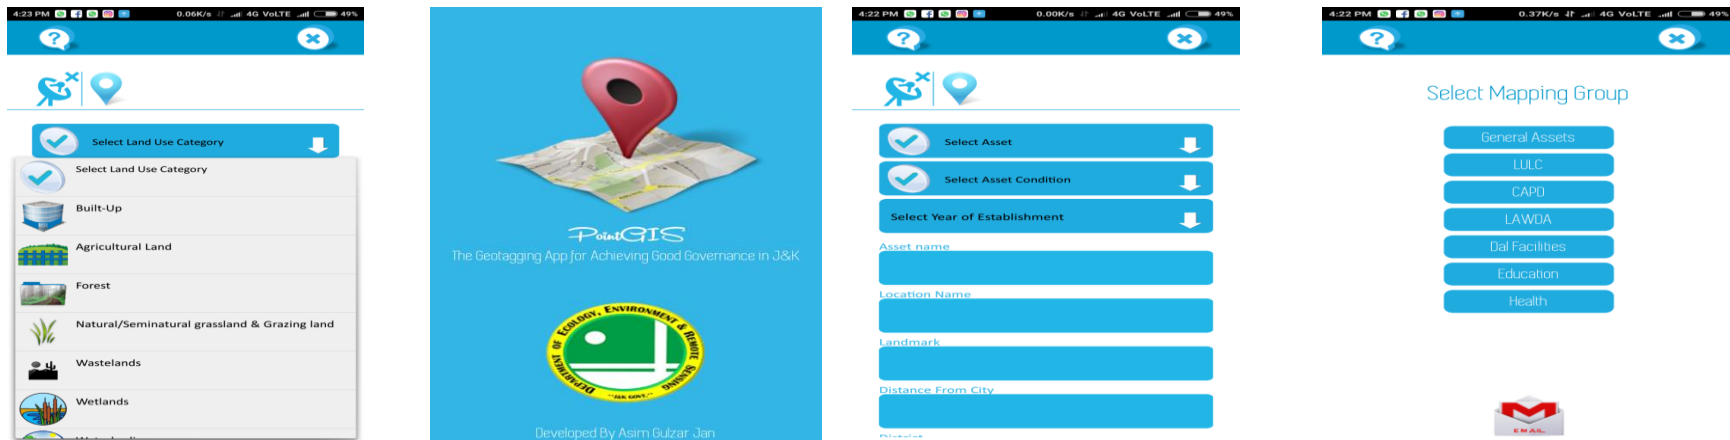 4:23 PM 0.06K/s 4G VoLTE 49%
Select Land Use Category
Select Land Use Category
Built-Up
Agricultural Land
Forest
Natural/Seminatural grassland & Grazing land
Wastelands
Wetlands
PointGIS
The Geotagging App for Achieving Good Governance in J&K
DEPARTMENT OF ECOLOGY, ENVIRONMENT & REMOTE SENSING
J&K GOVT.
Developed By Asim Gulzar Jan
4:22 PM 0.00K/s 4G VoLTE 49%
Select Asset
Select Asset Condition
Select Year of Establishment
Asset name
Location Name
Landmark
Distance From City
District
4:22 PM 0.37K/s 4G VoLTE 49%
Select Mapping Group
General Assets
LULC
CAPD
LAWDA
Dal Facilities
Education
Health
EMAIL